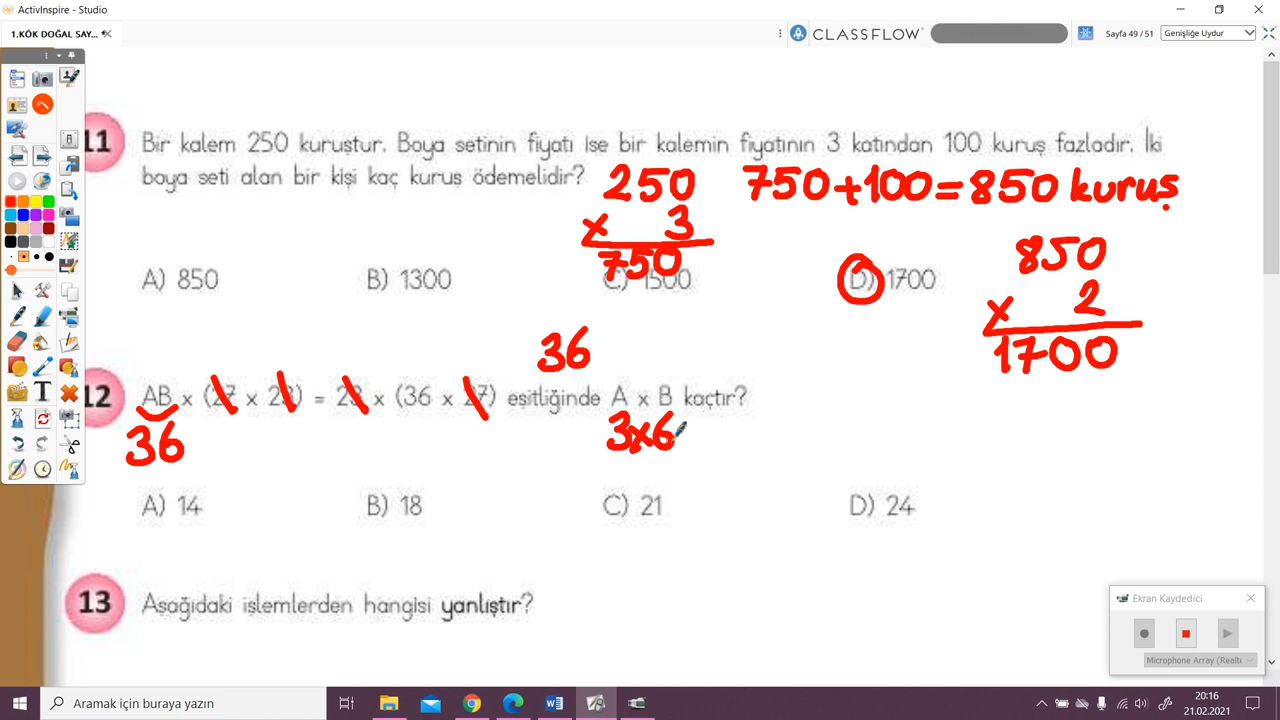 ActivInspire - Studio
1.KÖK DOĞAL SAY...
CLASSFLOW
Sayfa 49 / 51
Genişliğe Uydur
11
Bir kalem 250 kuruştur. Boya setinin fiyatı ise bir kalemin fiyatının 3 katından 100 kuruş fazladır. İki
boya seti alan bir kişi kaç kuruş ödemelidir?
250
x 3
750
750+100=850 kuruş
850
x 2
1700
A) 850 B) 1300 C) 1500 D) 1700
36
12
AB x (27 x 28) = 28 x (36 x 27) eşitliğinde A x B kaçtır?
36
3x6
A) 14 B) 18 C) 21 D) 24
13
Aşağıdaki işlemlerden hangisi yanlıştır?
Ekran Kaydedici
Microphone Array (Realte
Aramak için buraya yazın
20:16
21.02.2021